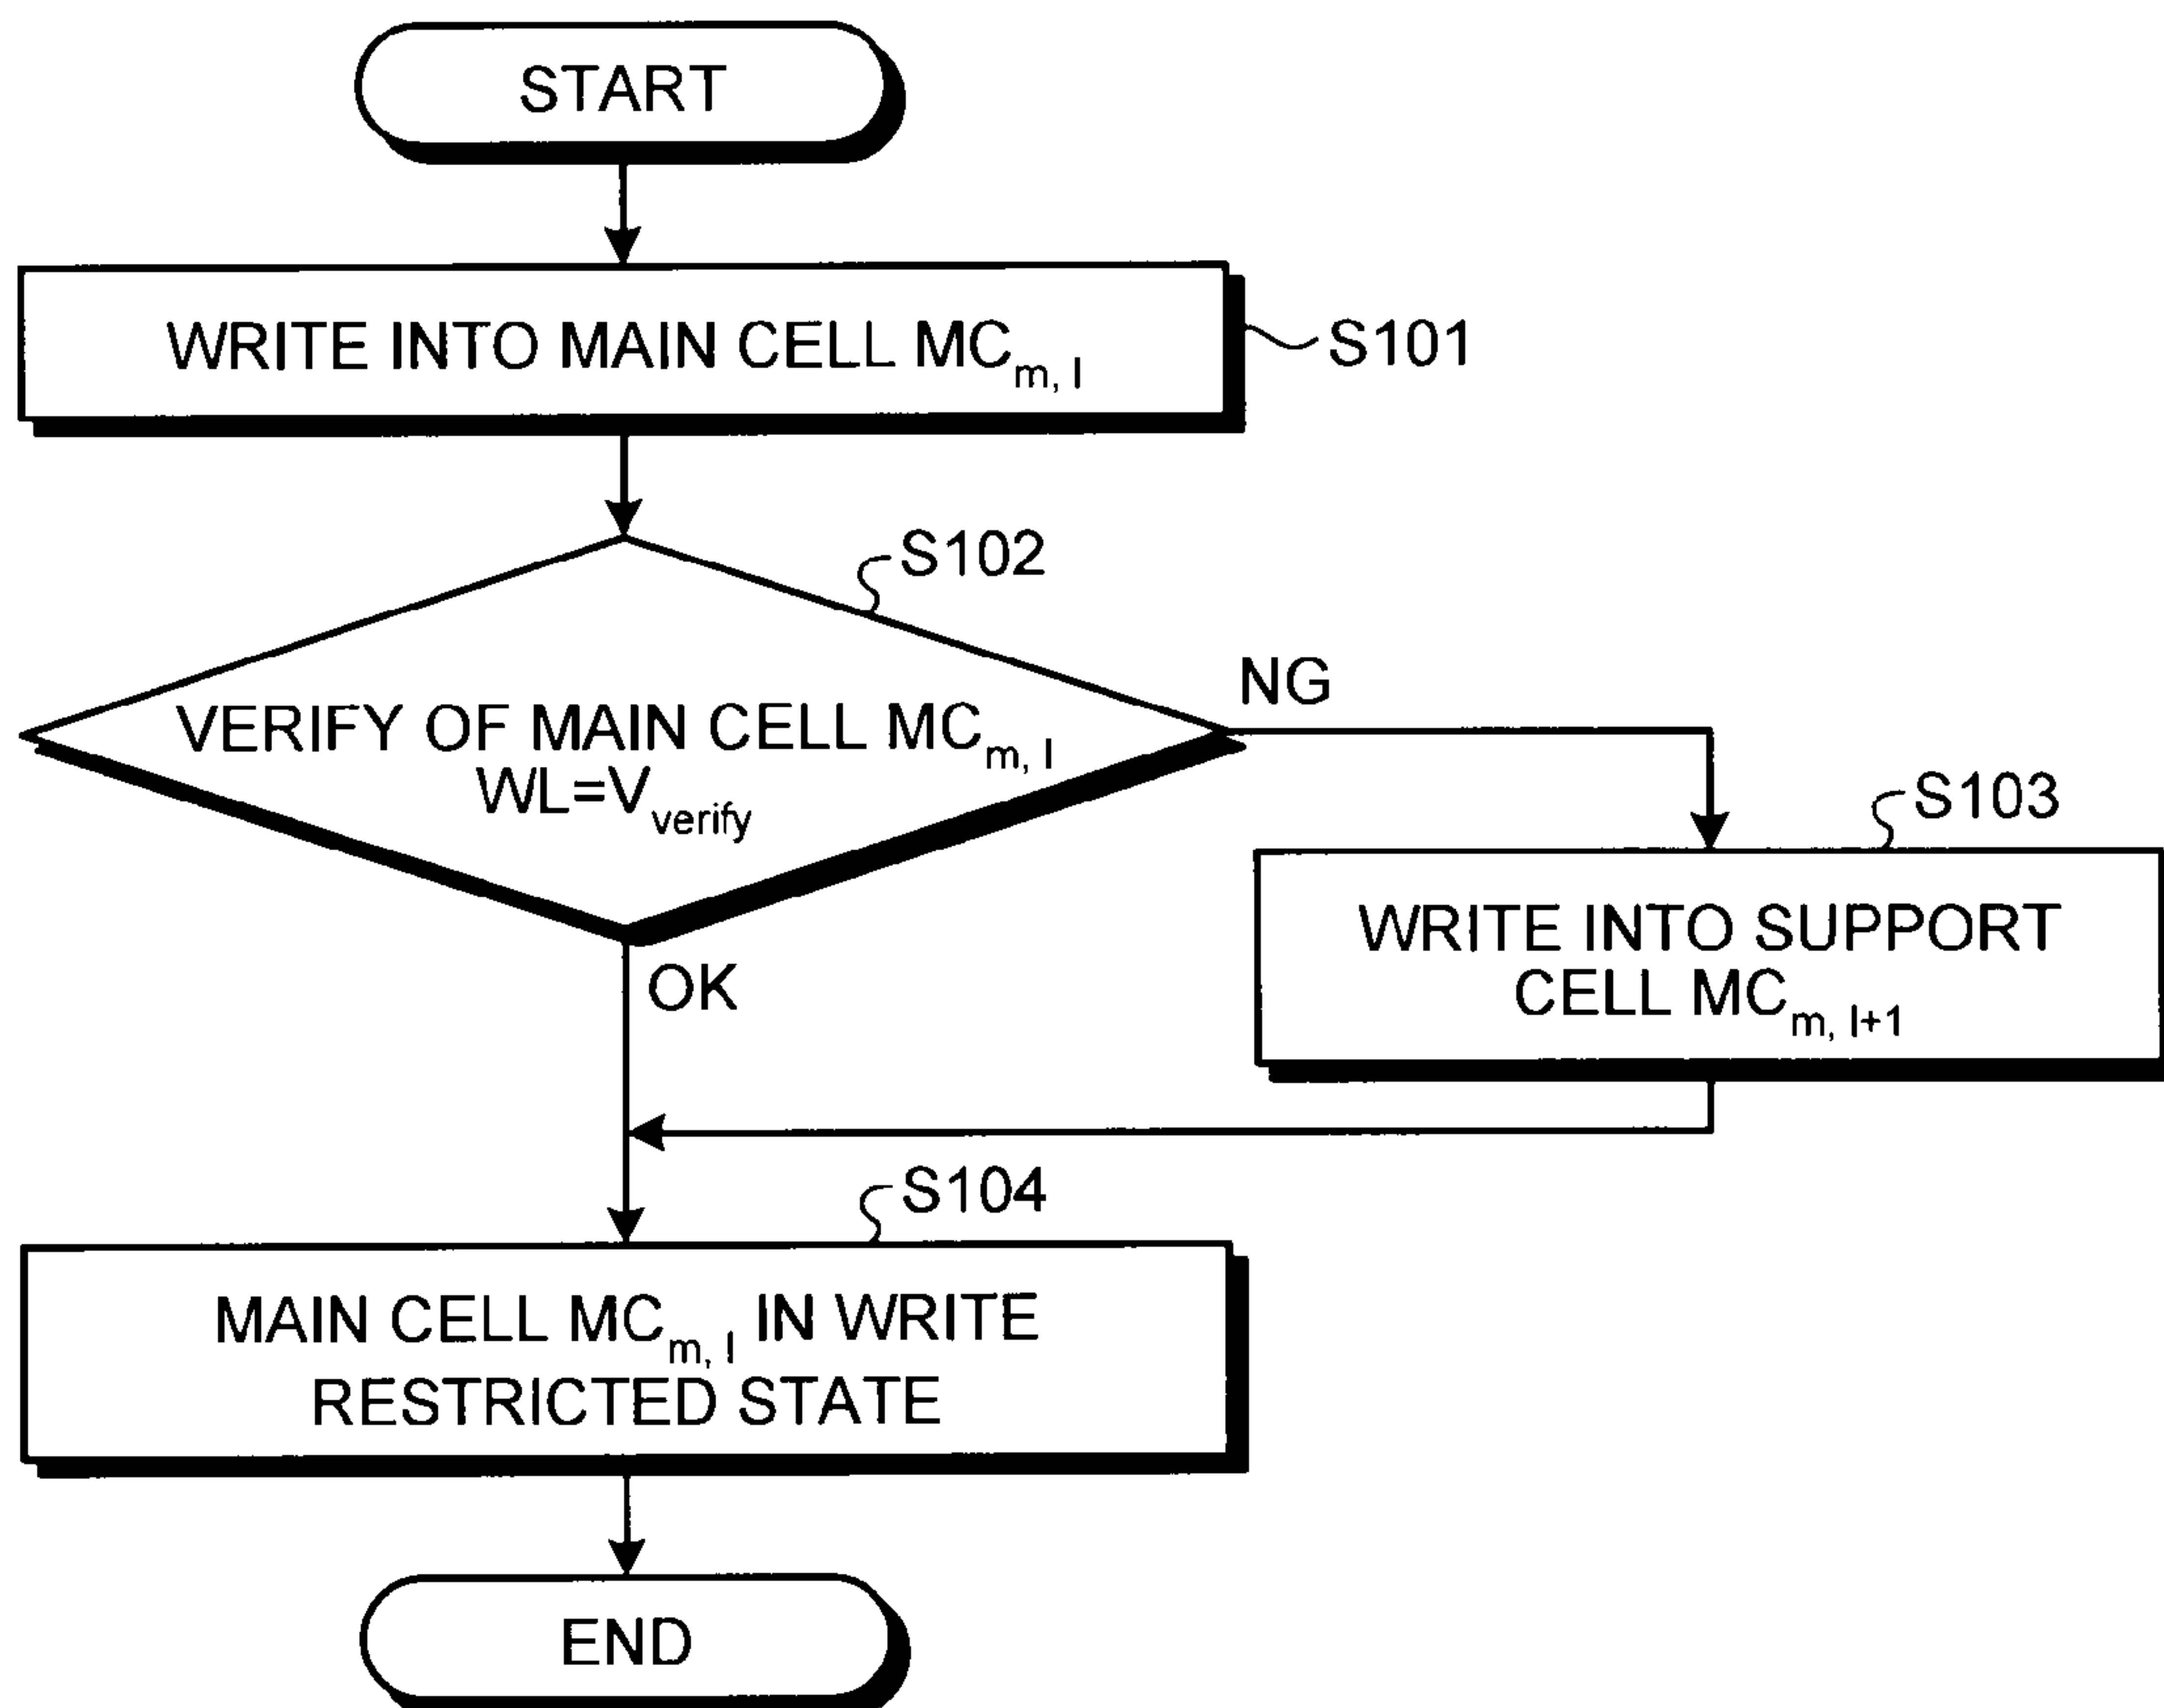 START
WRITE INTO MAIN CELL MCm, l
S101
S102
VERIFY OF MAIN CELL MCm, l
WL=Vverify
NG
OK
S103
WRITE INTO SUPPORT
CELL MCm, l+1
S104
MAIN CELL MCm, l IN WRITE
RESTRICTED STATE
END